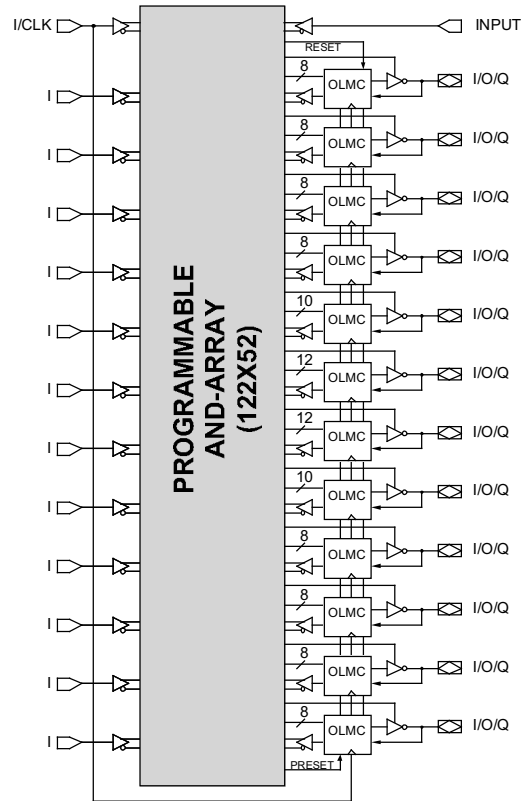 I/CLK
INPUT
RESET
8
OLMC
I/O/Q
I
8
OLMC
I/O/Q
I
8
OLMC
I/O/Q
I
8
OLMC
I/O/Q
I
10
OLMC
I/O/Q
I
12
OLMC
I/O/Q
I
12
OLMC
I/O/Q
I
10
OLMC
I/O/Q
I
8
OLMC
I/O/Q
I
8
OLMC
I/O/Q
I
8
OLMC
I/O/Q
I
8
OLMC
I/O/Q
I
PRESET
PROGRAMMABLE
AND-ARRAY
(122X52)